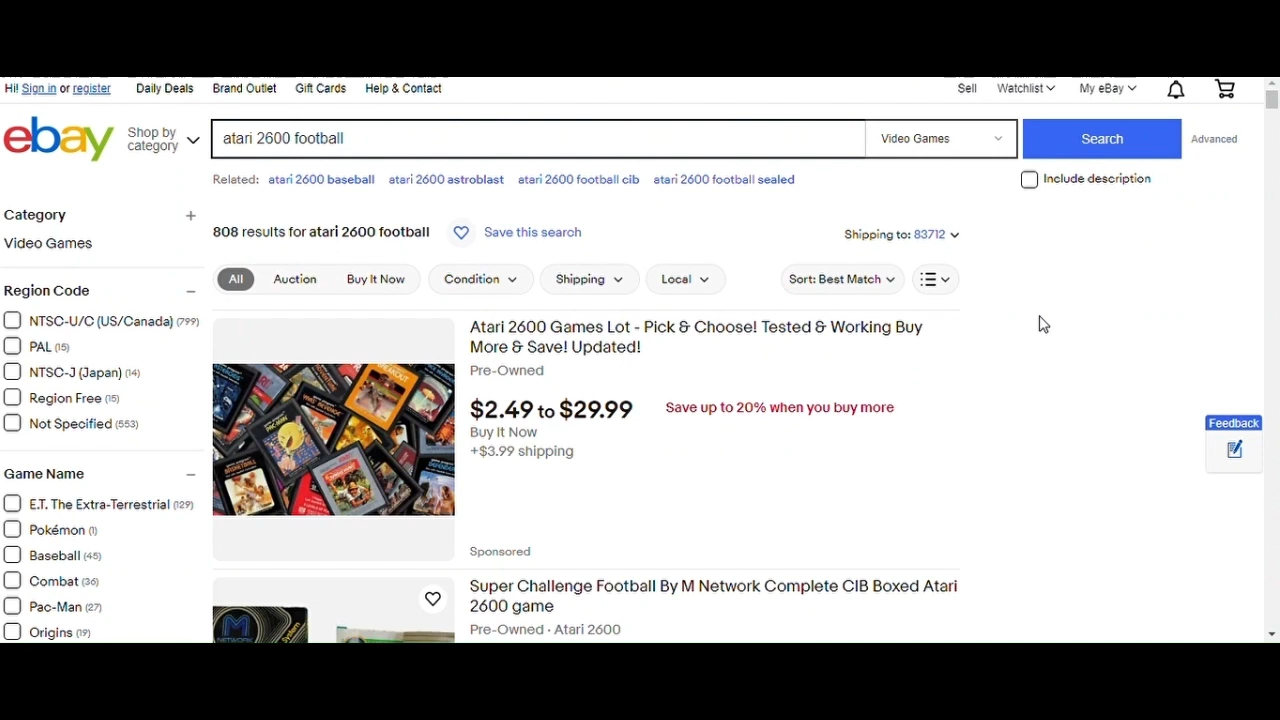 Hi! Sign in or register
Daily Deals
Brand Outlet
Gift Cards
Help & Contact
Sell
Watchlist
My eBay
ebay
Shop by
category
atari 2600 football
Video Games
Search
Advanced
Related: atari 2600 baseball atari 2600 astroblast atari 2600 football cib atari 2600 football sealed
Include description
Category
Video Games
Region Code
NTSC-U/C (US/Canada) (799)
PAL (15)
NTSC-J (Japan) (14)
Region Free (15)
Not Specified (553)
Game Name
E.T. The Extra-Terrestrial (129)
Pokémon (1)
Baseball (45)
Combat (36)
Pac-Man (27)
Origins (19)
808 results for atari 2600 football
Save this search
Shipping to: 83712
All
Auction
Buy It Now
Condition
Shipping
Local
Sort: Best Match
Atari 2600 Games Lot - Pick & Choose! Tested & Working Buy
More & Save! Updated!
Pre-Owned
$2.49 to $29.99
Save up to 20% when you buy more
Buy It Now
+$3.99 shipping
Sponsored
BREAKOUT
PAC-MAN
BASKETBALL
DEFENDER
Super Challenge Football By M Network Complete CIB Boxed Atari
2600 game
Pre-Owned · Atari 2600
M
NETWORK
System
Feedback